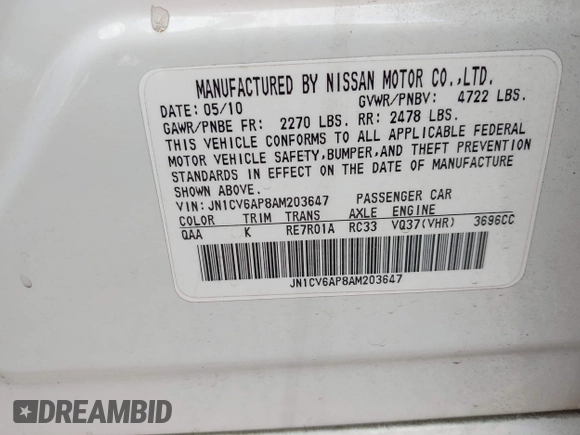 MANUFACTURED BY NISSAN MOTOR CO.,LTD.
DATE: 05/10 GVWR/PNBV: 4722 LBS.
GAWR/PNBE FR: 2270 LBS. RR: 2478 LBS.
THIS VEHICLE CONFORMS TO ALL APPLICABLE FEDERAL
MOTOR VEHICLE SAFETY,BUMPER,AND THEFT PREVENTION
STANDARDS IN EFFECT ON THE DATE OF MANUFACTURE
SHOWN ABOVE.
VIN: JN1CV6AP8AM203647 PASSENGER CAR
COLOR TRIM TRANS AXLE ENGINE
QAA K RE7R01A RC33 VQ37(VHR) 3696CC
JN1CV6AP8AM203647
DREAMBID